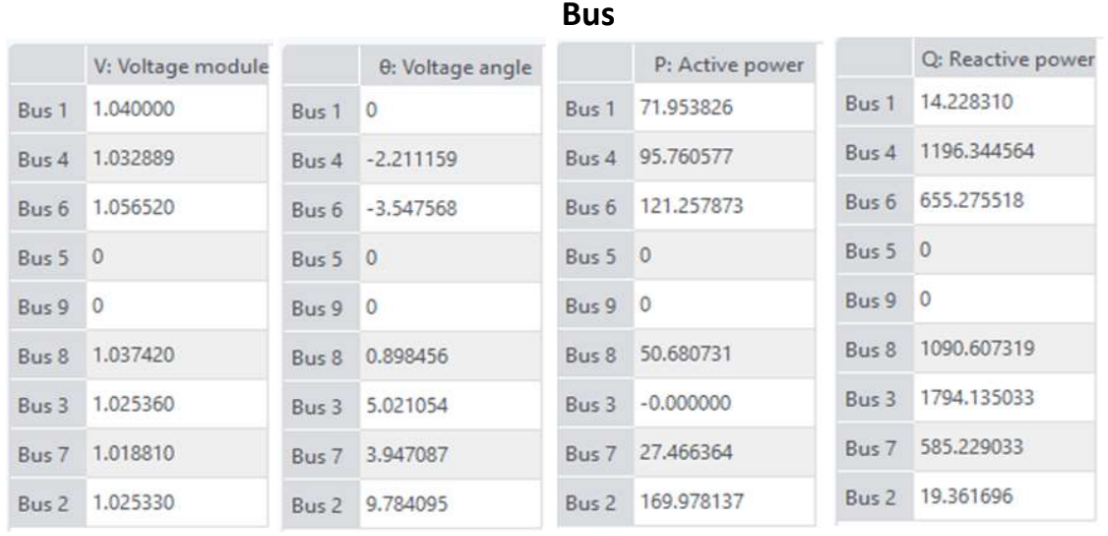 Bus
V: Voltage module θ: Voltage angle P: Active power Q: Reactive power
Bus 1 1.040000 Bus 1 0 Bus 1 71.953826 Bus 1 14.228310
Bus 4 1.032889 Bus 4 -2.211159 Bus 4 95.760577 Bus 4 1196.344564
Bus 6 1.056520 Bus 6 -3.547568 Bus 6 121.257873 Bus 6 655.275518
Bus 5 0 Bus 5 0 Bus 5 0 Bus 5 0
Bus 9 0 Bus 9 0 Bus 9 0 Bus 9 0
Bus 8 1.037420 Bus 8 0.898456 Bus 8 50.680731 Bus 8 1090.607319
Bus 3 1.025360 Bus 3 5.021054 Bus 3 -0.000000 Bus 3 1794.135033
Bus 7 1.018810 Bus 7 3.947087 Bus 7 27.466364 Bus 7 585.229033
Bus 2 1.025330 Bus 2 9.784095 Bus 2 169.978137 Bus 2 19.361696